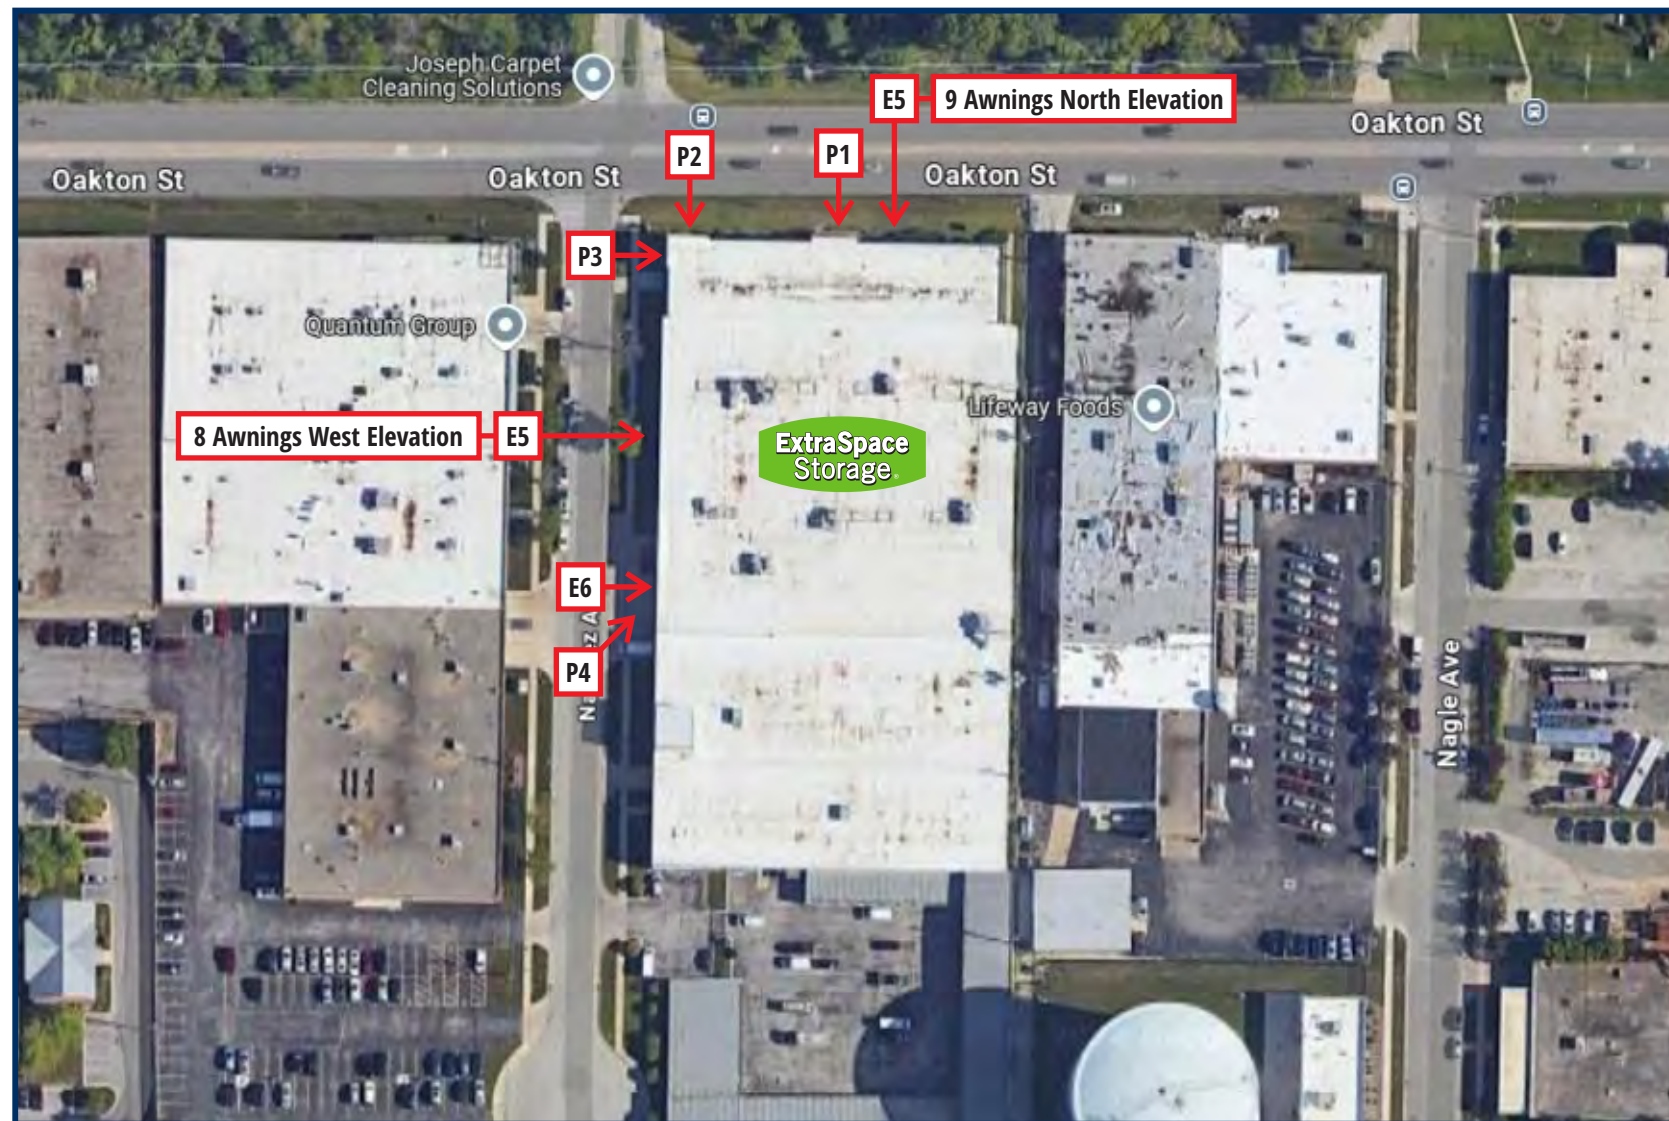 Joseph Carpet
Cleaning Solutions
E5
9 Awnings North Elevation
Oakton St
P2
P1
Oakton St
Oakton St
Oakton St
P3
Quantum Group
Lifeway Foods
8 Awnings West Elevation
E5
ExtraSpace
Storage
E6
P4
Nagle Ave